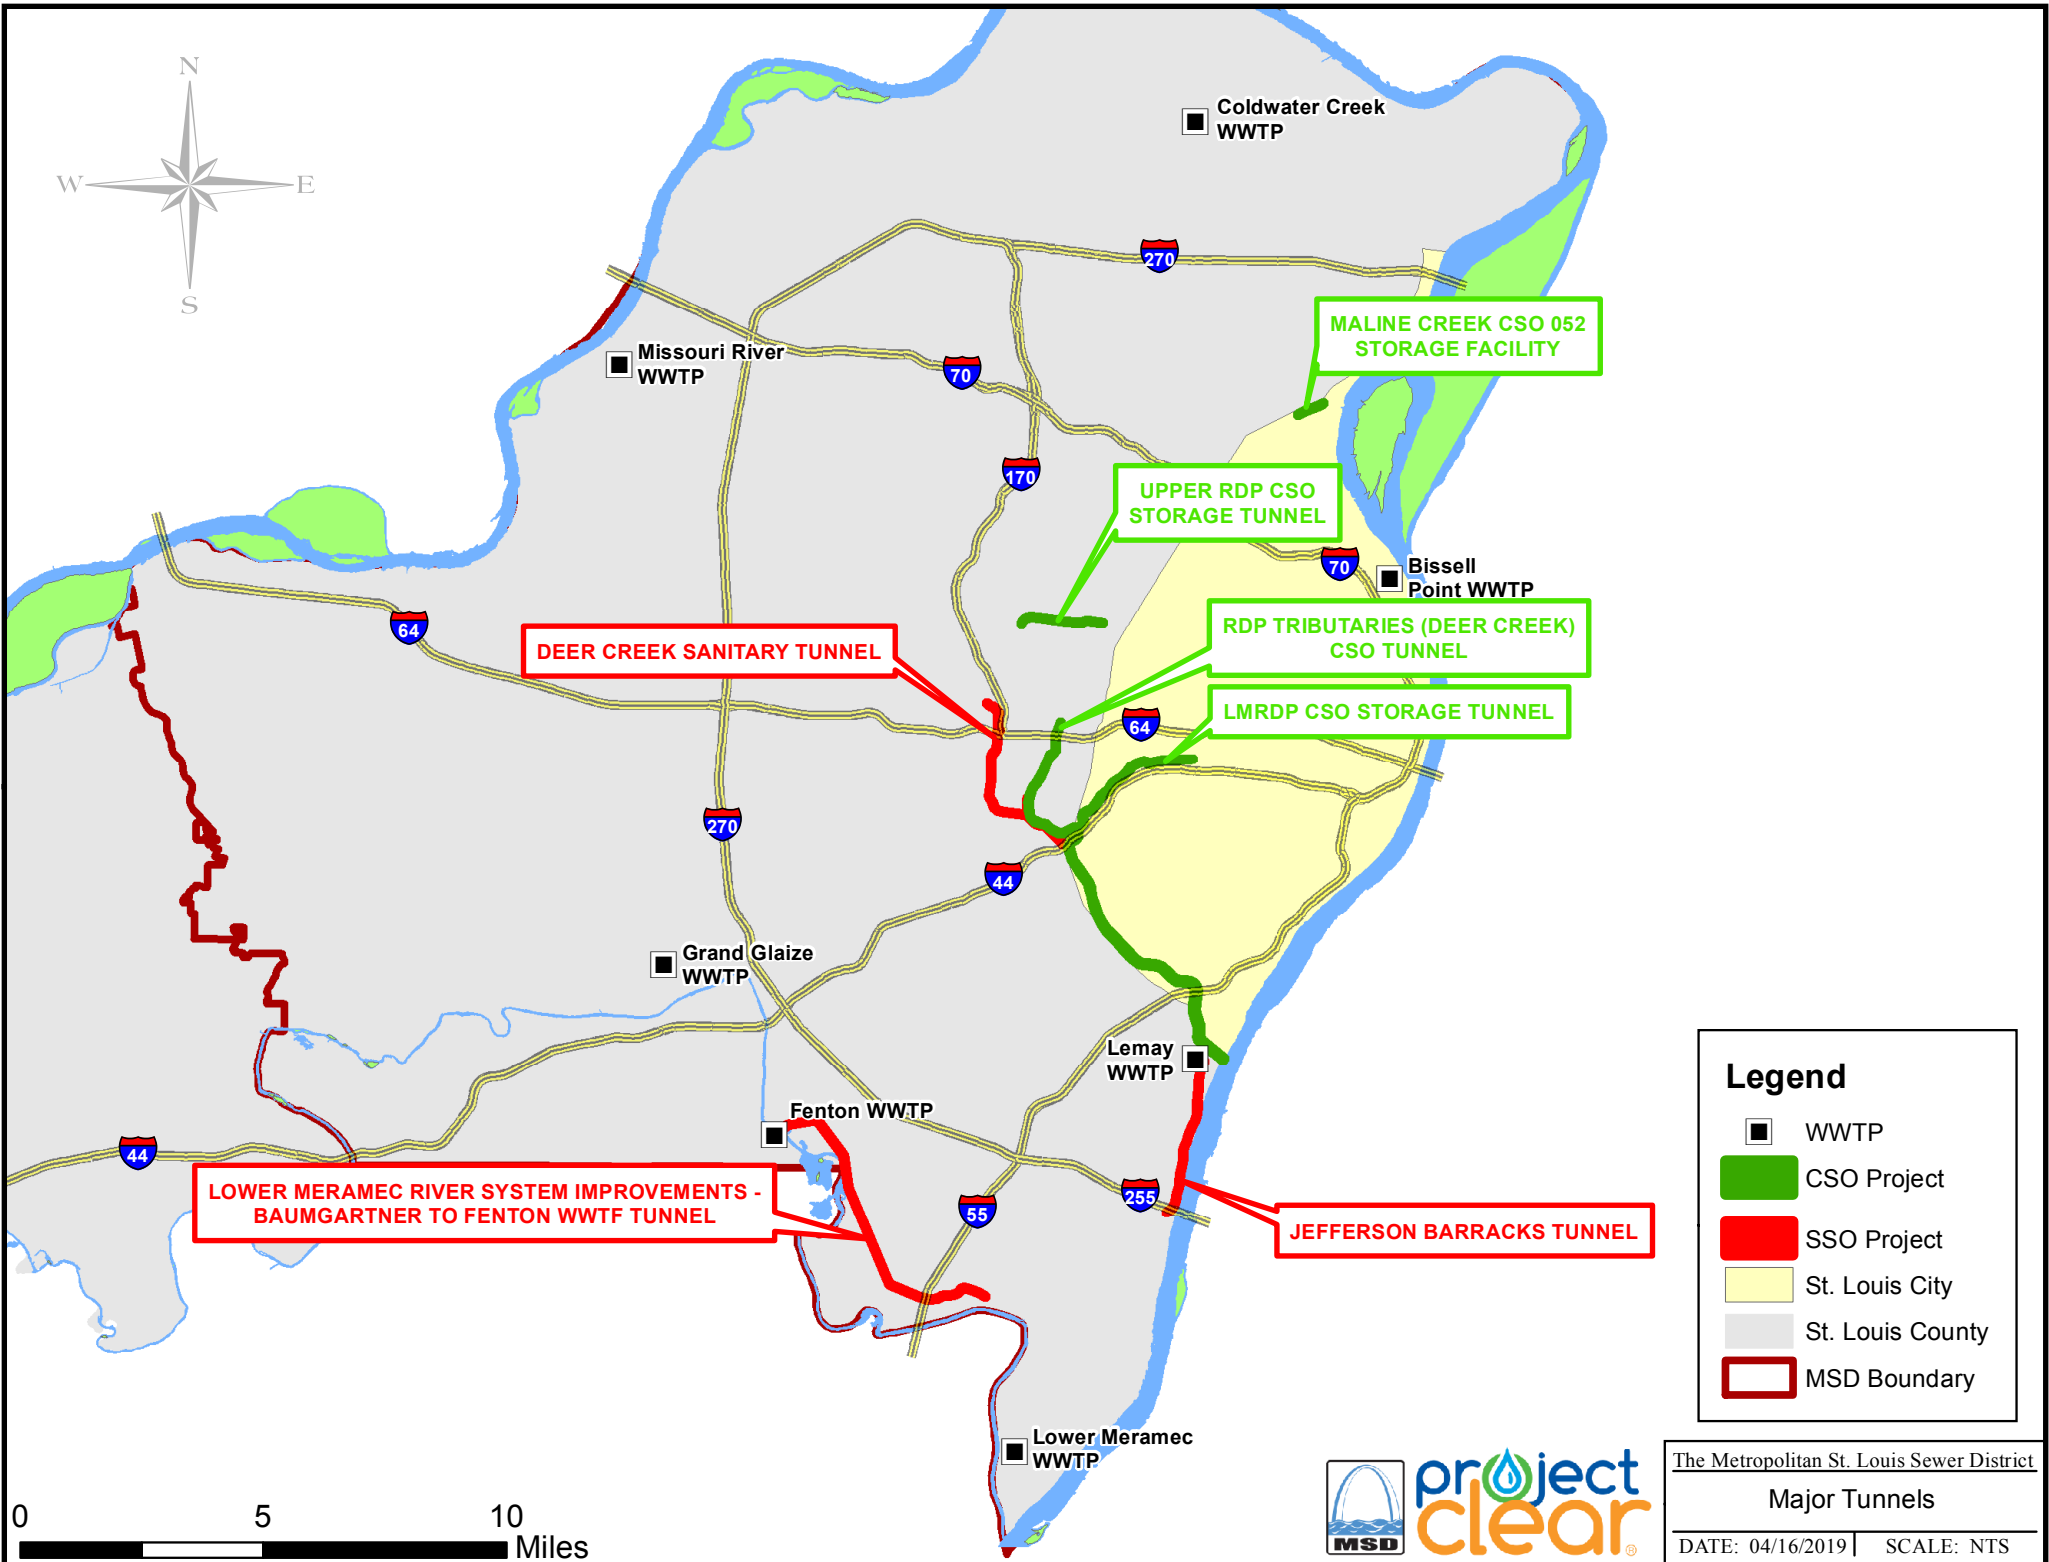 N
W
E
S
Coldwater Creek
WWTP
270
MALINE CREEK CSO 052
STORAGE FACILITY
Missouri River
WWTP
70
170
UPPER RDP CSO
STORAGE TUNNEL
70
Bissell
Point WWTP
64
DEER CREEK SANITARY TUNNEL
RDP TRIBUTARIES (DEER CREEK)
CSO TUNNEL
LMRDP CSO STORAGE TUNNEL
64
270
44
Grand Glaize
WWTP
Lemay
WWTP
Fenton WWTP
44
LOWER MERAMEC RIVER SYSTEM IMPROVEMENTS -
BAUMGARTNER TO FENTON WWTF TUNNEL
55
255
JEFFERSON BARRACKS TUNNEL
Lower Meramec
WWTP
Legend
WWTP
CSO Project
SSO Project
St. Louis City
St. Louis County
MSD Boundary
0
5
10
Miles
MSD
project
clear
®
The Metropolitan St. Louis Sewer District
Major Tunnels
DATE: 04/16/2019
SCALE: NTS